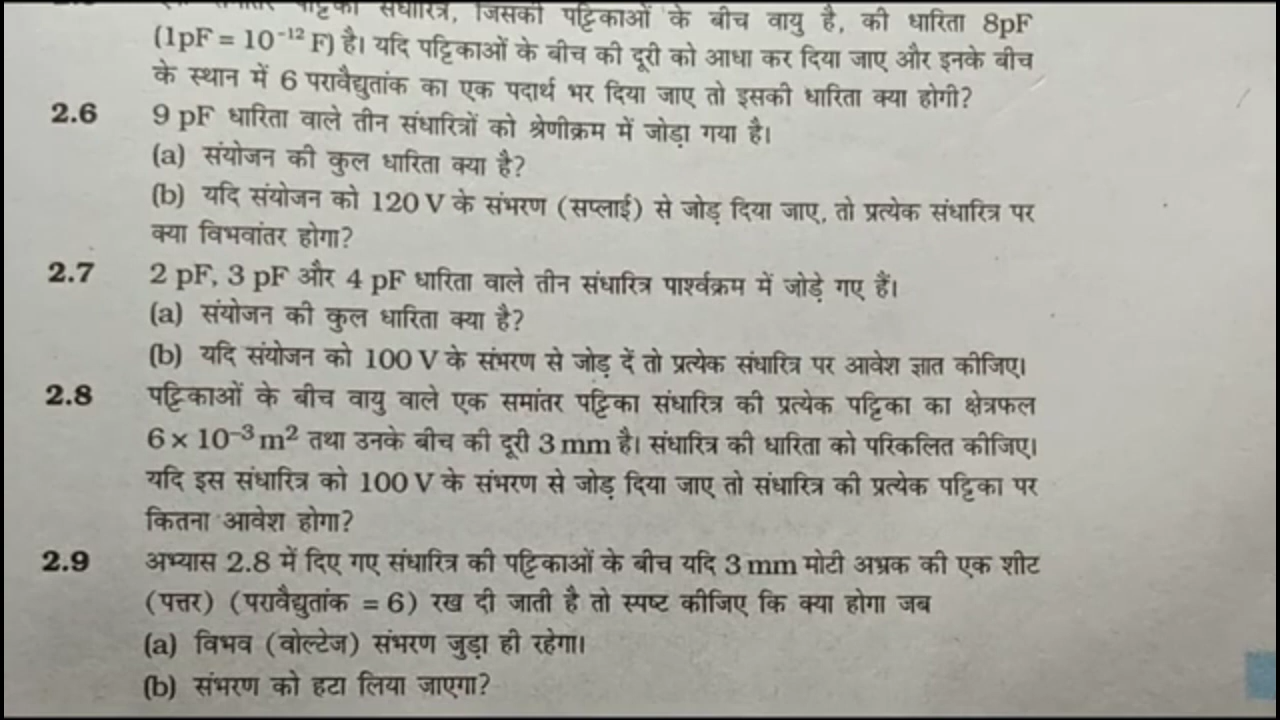 समांतर पट्टिका संधारित्र, जिसकी पट्टिकाओं के बीच वायु है, की धारिता 8pF
(1pF = 10⁻¹² F) है। यदि पट्टिकाओं के बीच की दूरी को आधा कर दिया जाए और इनके बीच
के स्थान में 6 परावैद्युतांक का एक पदार्थ भर दिया जाए तो इसकी धारिता क्या होगी?
2.6 9 pF धारिता वाले तीन संधारित्रों को श्रेणीक्रम में जोड़ा गया है।
(a) संयोजन की कुल धारिता क्या है?
(b) यदि संयोजन को 120 V के संभरण (सप्लाई) से जोड़ दिया जाए, तो प्रत्येक संधारित्र पर
क्या विभवांतर होगा?
2.7 2 pF, 3 pF और 4 pF धारिता वाले तीन संधारित्र पार्श्वक्रम में जोड़े गए हैं।
(a) संयोजन की कुल धारिता क्या है?
(b) यदि संयोजन को 100 V के संभरण से जोड़ दें तो प्रत्येक संधारित्र पर आवेश ज्ञात कीजिए।
2.8 पट्टिकाओं के बीच वायु वाले एक समांतर पट्टिका संधारित्र की प्रत्येक पट्टिका का क्षेत्रफल
6 × 10⁻³ m² तथा उनके बीच की दूरी 3 mm है। संधारित्र की धारिता को परिकलित कीजिए।
यदि इस संधारित्र को 100 V के संभरण से जोड़ दिया जाए तो संधारित्र की प्रत्येक पट्टिका पर
कितना आवेश होगा?
2.9 अभ्यास 2.8 में दिए गए संधारित्र की पट्टिकाओं के बीच यदि 3 mm मोटी अभ्रक की एक शीट
(पत्तर) (परावैद्युतांक = 6) रख दी जाती है तो स्पष्ट कीजिए कि क्या होगा जब
(a) विभव (वोल्टेज) संभरण जुड़ा ही रहेगा।
(b) संभरण को हटा लिया जाएगा?